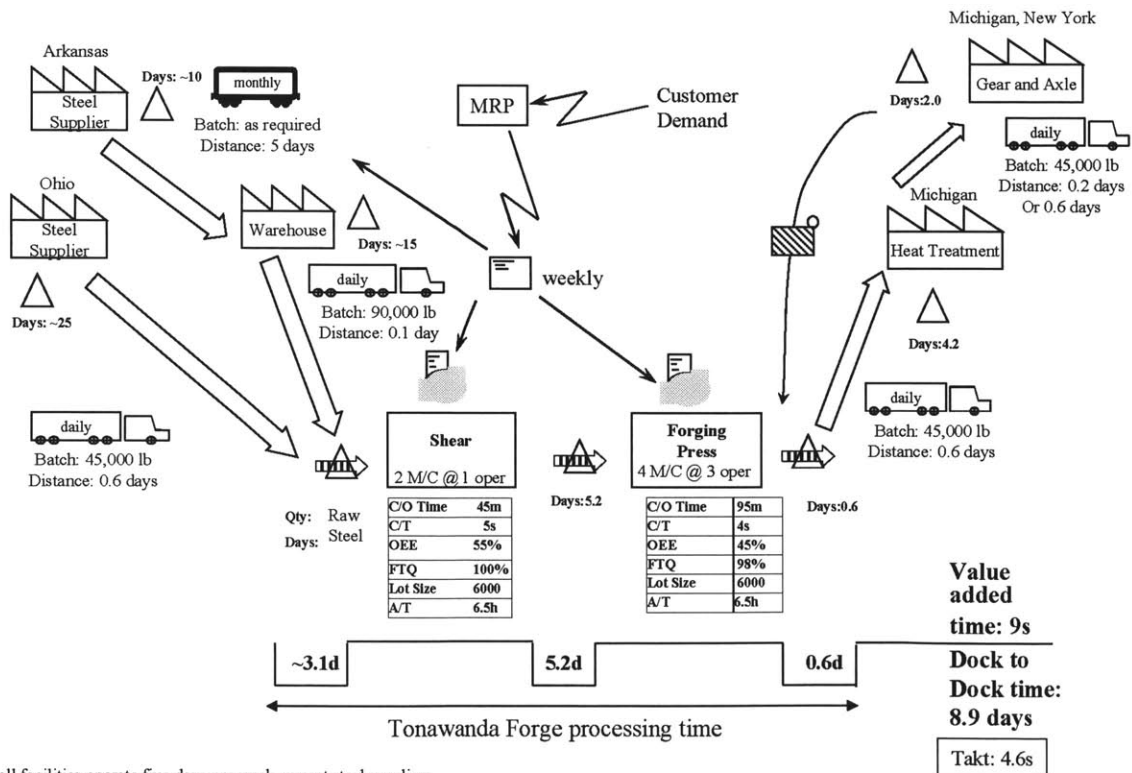 Michigan, New York
Gear and Axle
Days:2.0
daily
Batch: 45,000 lb
Distance: 0.2 days
Or 0.6 days
Arkansas
Steel
Supplier
Days: ~10
monthly
Batch: as required
Distance: 5 days
MRP
Customer
Demand
Ohio
Steel
Supplier
Days: ~25
Warehouse
Days: ~15
daily
Batch: 90,000 lb
Distance: 0.1 day
weekly
Michigan
Heat Treatment
Days:4.2
daily
Batch: 45,000 lb
Distance: 0.6 days
daily
Batch: 45,000 lb
Distance: 0.6 days
Qty: Raw
Days: Steel
Shear
2 M/C @ 1 oper
C/O Time 45m
C/T 5s
OEE 55%
FTQ 100%
Lot Size 6000
A/T 6.5h
Days:5.2
Forging
Press
4 M/C @ 3 oper
C/O Time 95m
C/T 4s
OEE 45%
FTQ 98%
Lot Size 6000
A/T 6.5h
Days:0.6
~3.1d
5.2d
0.6d
Tonawanda Forge processing time
Value
added
time: 9s
Dock to
Dock time:
8.9 days
Takt: 4.6s